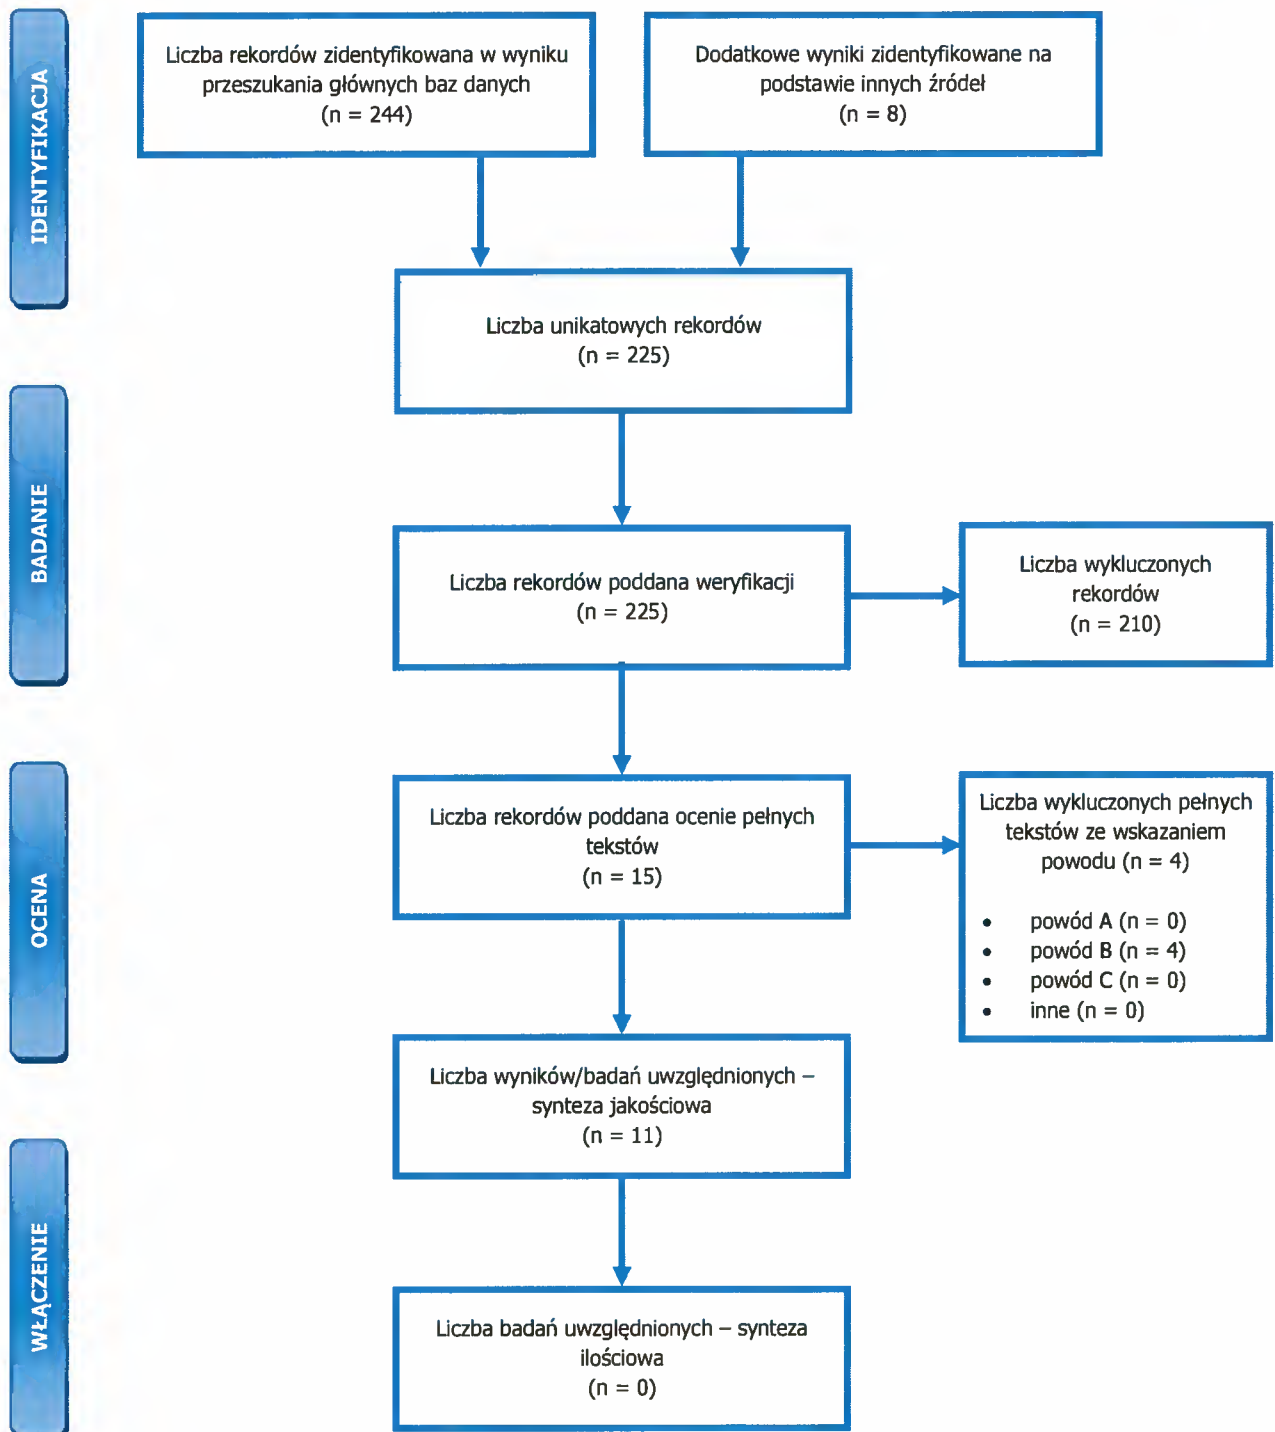 IDENTYFIKACJA
Liczba rekordów zidentyfikowana w wyniku
przeszukania głównych baz danych
(n = 244)
Dodatkowe wyniki zidentyfikowane na
podstawie innych źródeł
(n = 8)
Liczba unikatowych rekordów
(n = 225)
BADANIE
Liczba rekordów poddana weryfikacji
(n = 225)
Liczba wykluczonych
rekordów
(n = 210)
OCENA
Liczba rekordów poddana ocenie pełnych
tekstów
(n = 15)
Liczba wykluczonych pełnych
tekstów ze wskazaniem
powodu (n = 4)
• powód A (n = 0)
• powód B (n = 4)
• powód C (n = 0)
• inne (n = 0)
Liczba wyników/badań uwzględnionych –
synteza jakościowa
(n = 11)
WŁĄCZENIE
Liczba badań uwzględnionych – synteza
ilościowa
(n = 0)